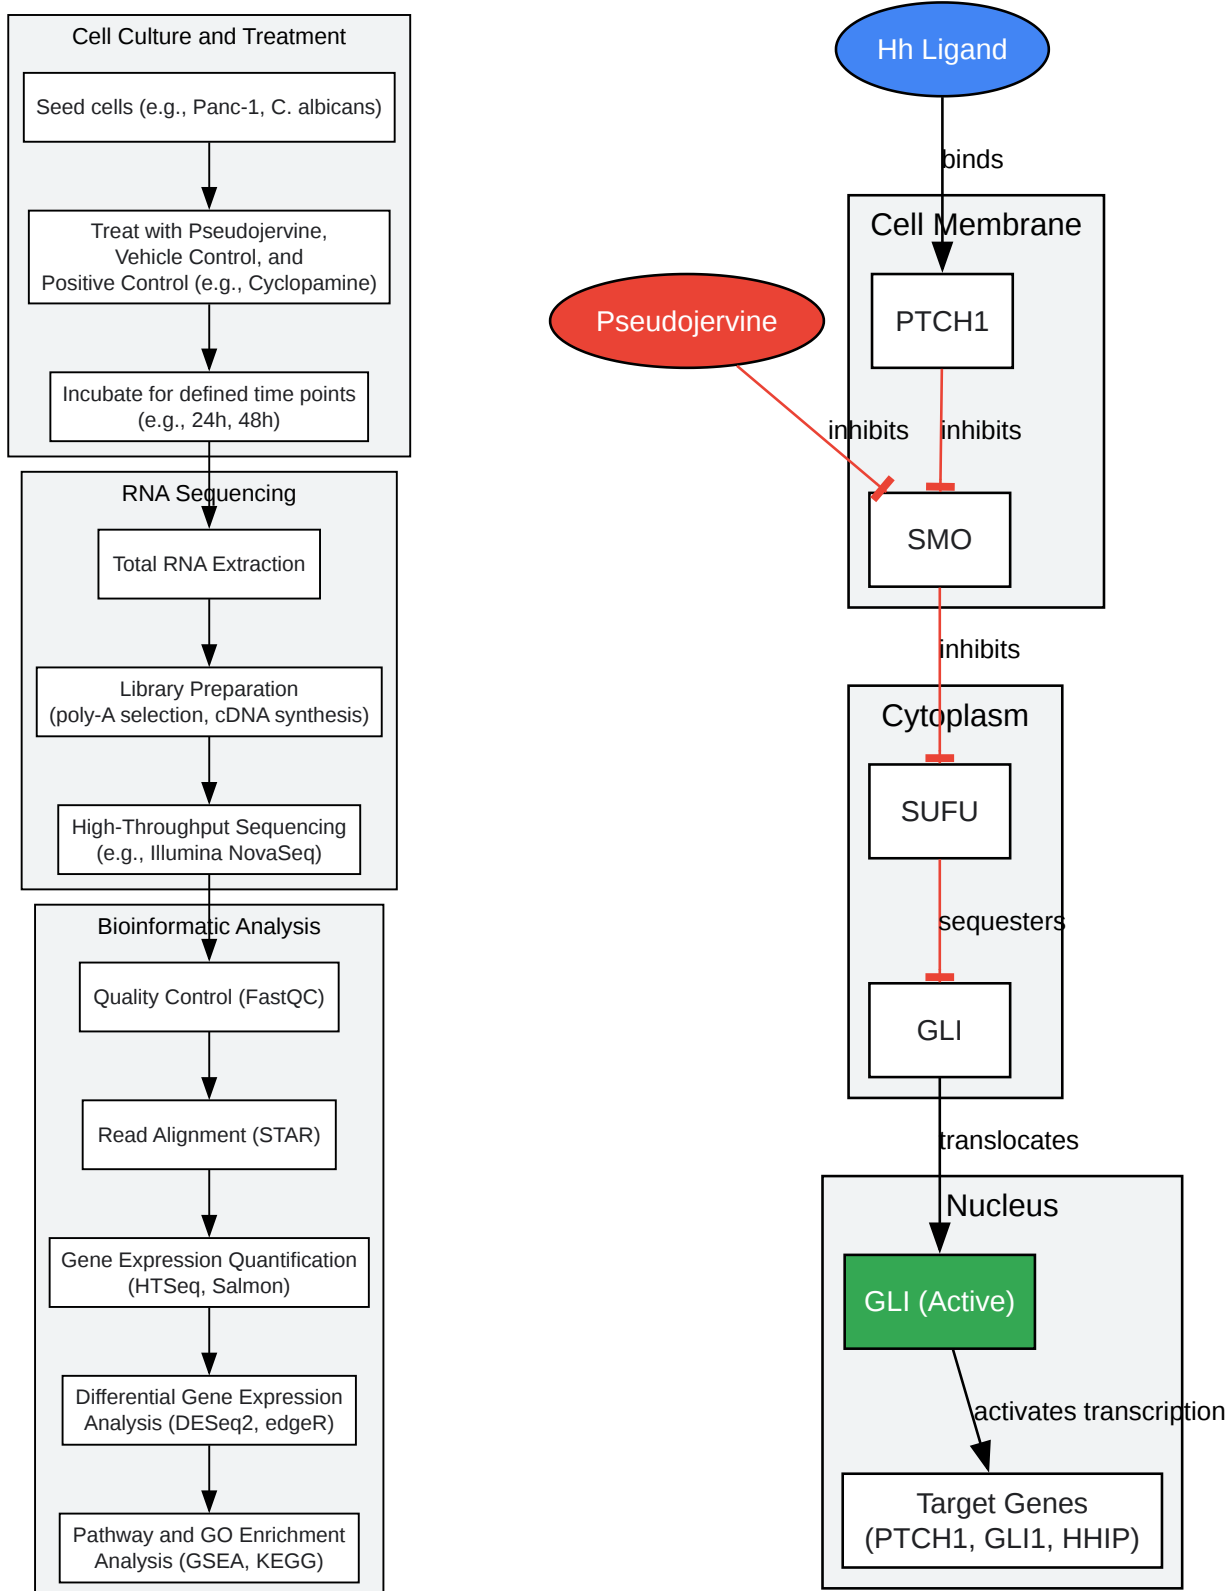 Cell Culture and Treatment
Seed cells (e.g., Panc-1, C. albicans)
Treat with Pseudojervine,
Vehicle Control, and
Positive Control (e.g., Cyclopamine)
Incubate for defined time points
(e.g., 24h, 48h)
RNA Sequencing
Total RNA Extraction
Library Preparation
(poly-A selection, cDNA synthesis)
High-Throughput Sequencing
(e.g., Illumina NovaSeq)
Bioinformatic Analysis
Quality Control (FastQC)
Read Alignment (STAR)
Gene Expression Quantification
(HTSeq, Salmon)
Differential Gene Expression
Analysis (DESeq2, edgeR)
Pathway and GO Enrichment
Analysis (GSEA, KEGG)
Hh Ligand
binds
Cell Membrane
PTCH1
Pseudojervine
inhibits
inhibits
SMO
inhibits
Cytoplasm
SUFU
sequesters
GLI
translocates
Nucleus
GLI (Active)
activates transcription
Target Genes
(PTCH1, GLI1, HHIP)